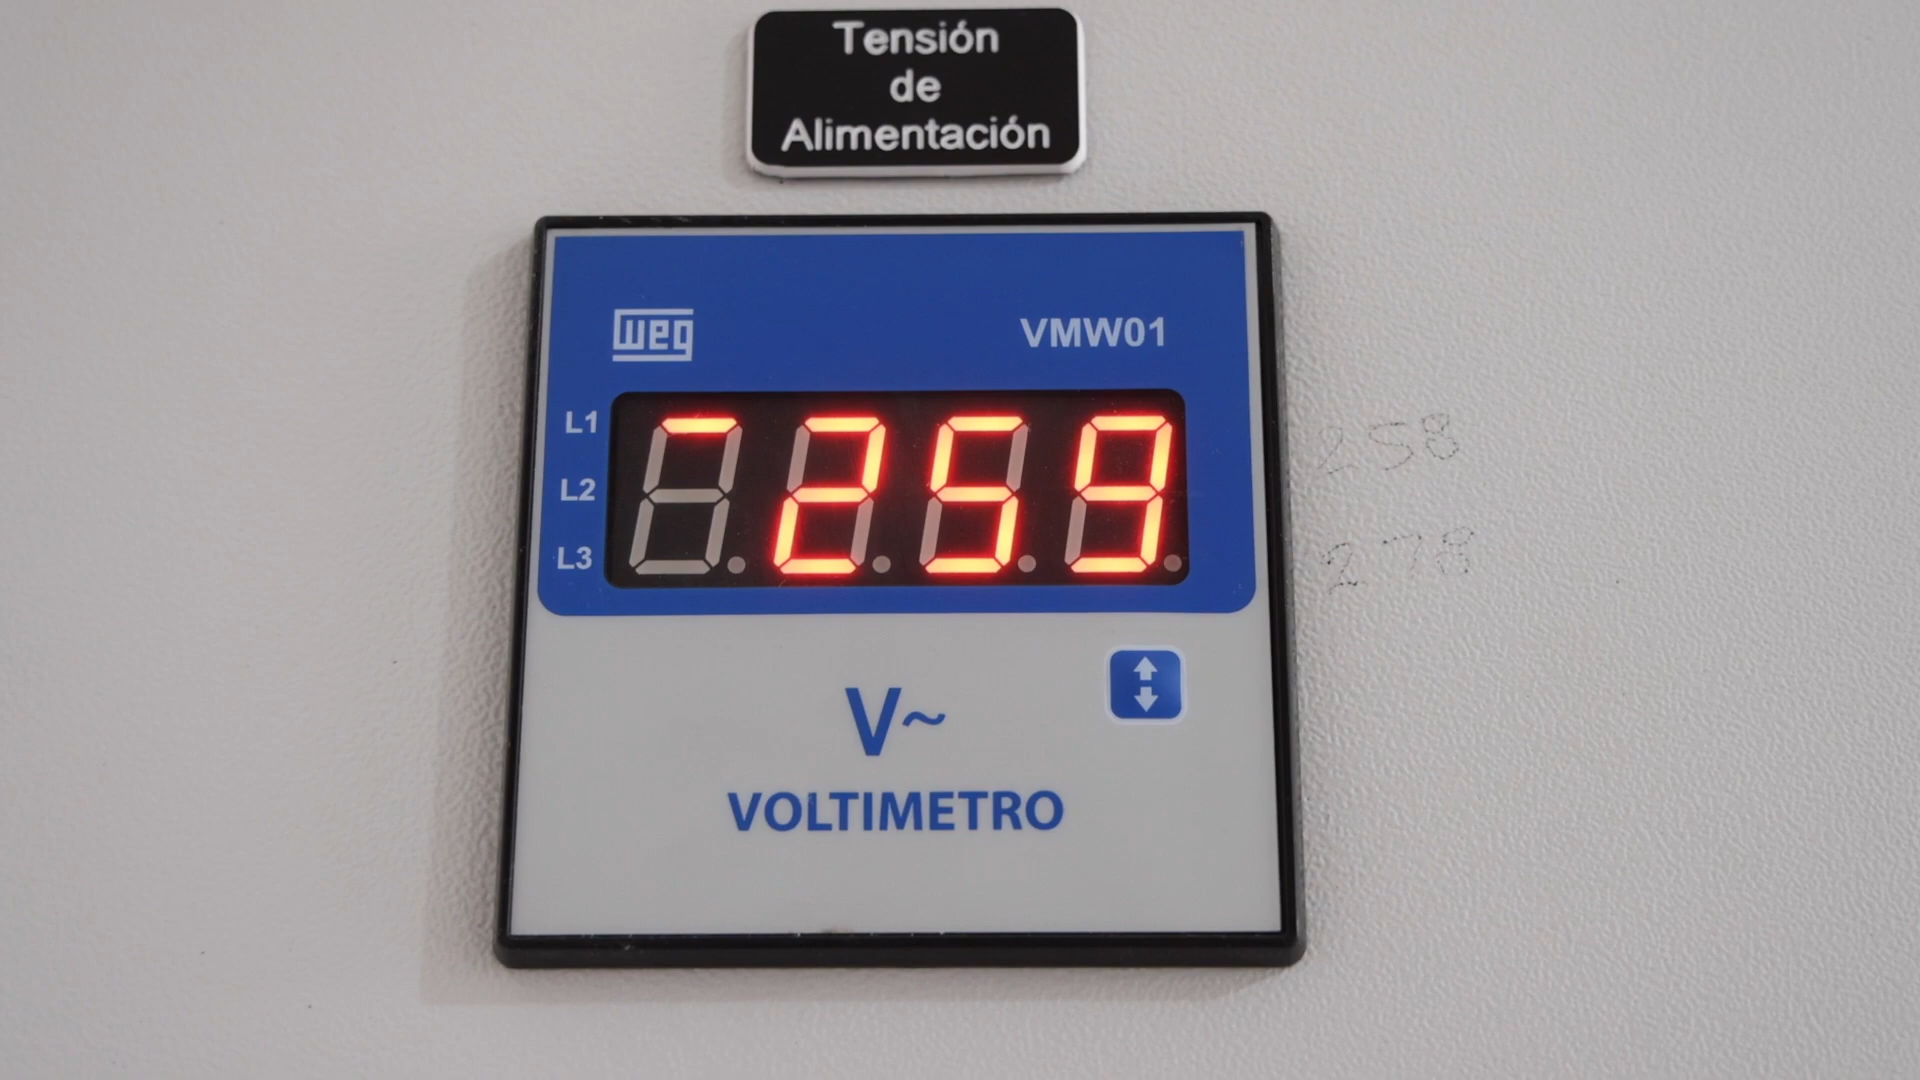 Tensión
de
Alimentación
weg
VMW01
L1
L2
L3
259
258
278
V~
VOLTIMETRO